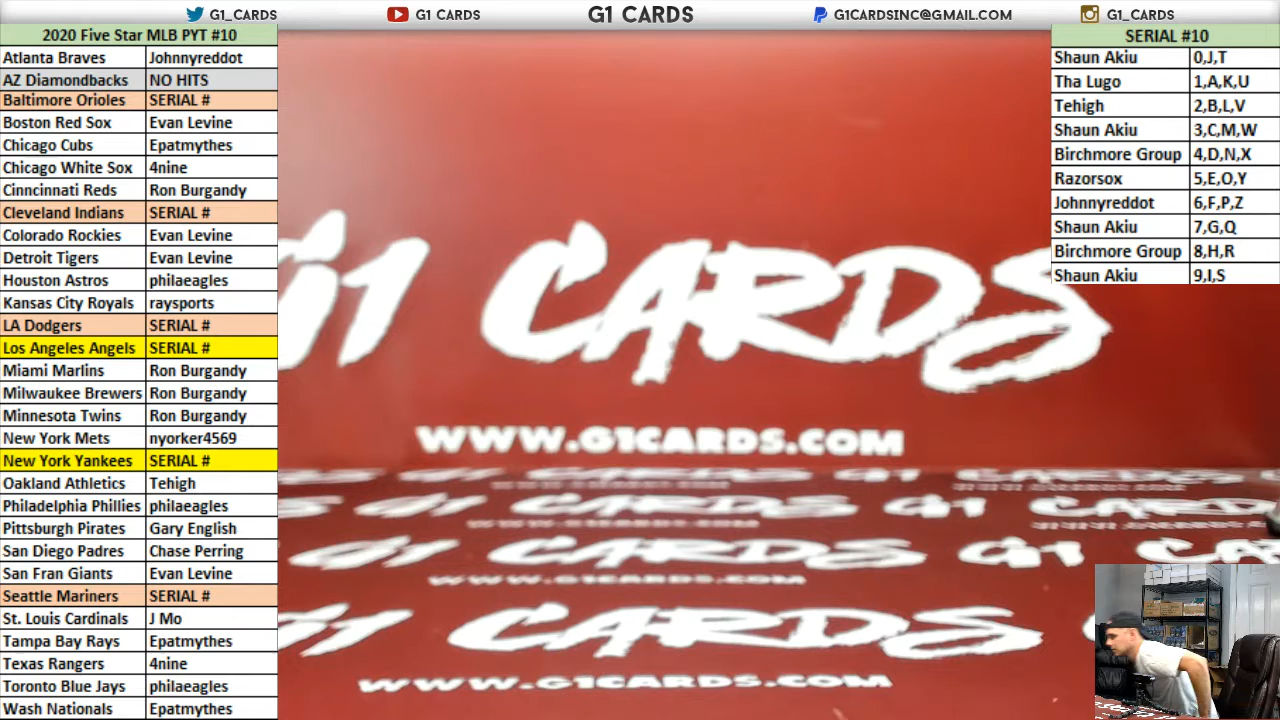 G1_CARDS G1 CARDS G1 CARDS G1CARDSINC@GMAIL.COM G1_CARDS
2020 Five Star MLB PYT #10
Atlanta Braves Johnnyreddot
AZ Diamondbacks NO HITS
Baltimore Orioles SERIAL #
Boston Red Sox Evan Levine
Chicago Cubs Epatmythes
Chicago White Sox 4nine
Cinncinnati Reds Ron Burgandy
Cleveland Indians SERIAL #
Colorado Rockies Evan Levine
Detroit Tigers Evan Levine
Houston Astros philaeagles
Kansas City Royals raysports
LA Dodgers SERIAL #
Los Angeles Angels SERIAL #
Miami Marlins Ron Burgandy
Milwaukee Brewers Ron Burgandy
Minnesota Twins Ron Burgandy
New York Mets nyorker4569
New York Yankees SERIAL #
Oakland Athletics Tehigh
Philadelphia Phillies philaeagles
Pittsburgh Pirates Gary English
San Diego Padres Chase Perring
San Fran Giants Evan Levine
Seattle Mariners SERIAL #
St. Louis Cardinals J Mo
Tampa Bay Rays Epatmythes
Texas Rangers 4nine
Toronto Blue Jays philaeagles
Wash Nationals Epatmythes
SERIAL #10
Shaun Akiu 0,J,T
Tha Lugo 1,A,K,U
Tehigh 2,B,L,V
Shaun Akiu 3,C,M,W
Birchmore Group 4,D,N,X
Razorsox 5,E,O,Y
Johnnyreddot 6,F,P,Z
Shaun Akiu 7,G,Q
Birchmore Group 8,H,R
Shaun Akiu 9,I,S
G1 CARDS
WWW.G1CARDS.COM
G1 CARDS
G1 CARDS
WWW.G1CARDS.COM
G1 CARDS
WWW.G1CARDS.COM